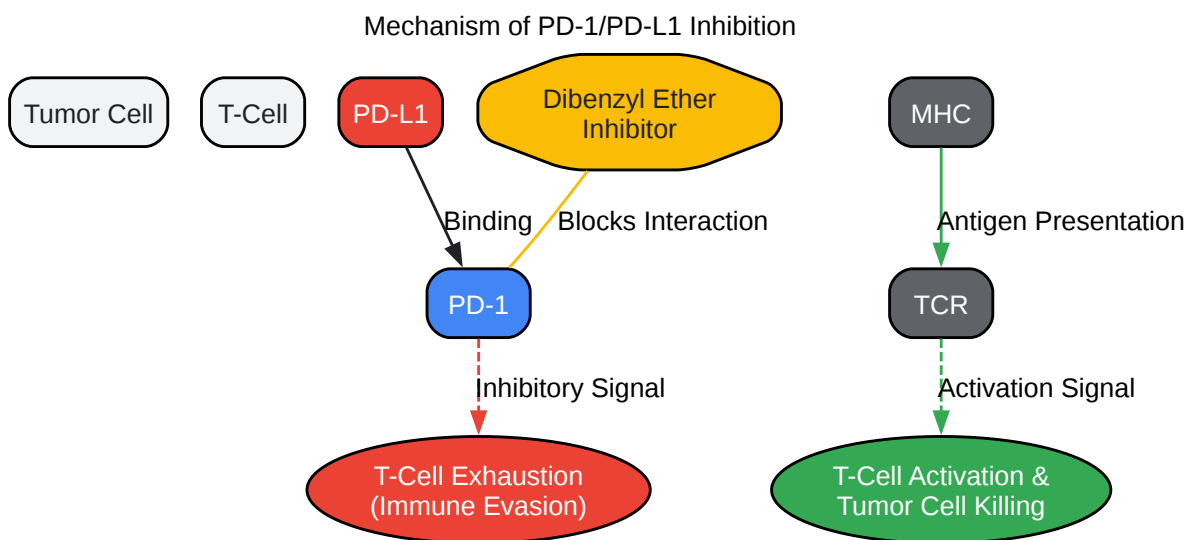 Mechanism of PD-1/PD-L1 Inhibition
Tumor Cell
T-Cell
PD-L1
Dibenzyl Ether
Inhibitor
MHC
Binding
Blocks Interaction
Antigen Presentation
PD-1
TCR
Inhibitory Signal
Activation Signal
T-Cell Exhaustion
(Immune Evasion)
T-Cell Activation &
Tumor Cell Killing